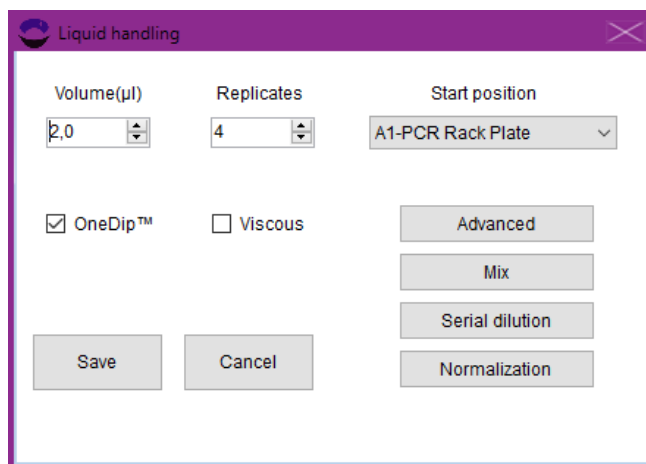 Liquid handling
Volume(µl)
Replicates
Start position
2,0
4
A1-PCR Rack Plate
OneDip™
Viscous
Advanced
Mix
Serial dilution
Save
Cancel
Normalization